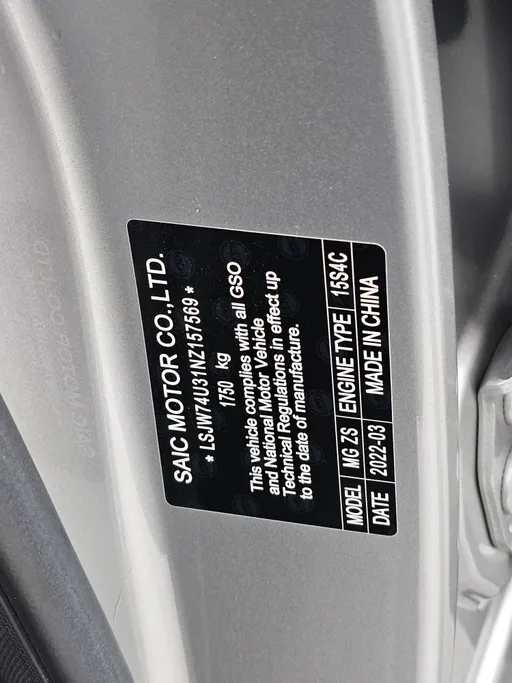 SAIC MOTOR CO.,LTD.
* LSJW74U31NZ157569 *
1750 kg
This vehicle complies with all GSO
and National Motor Vehicle
Technical Regulations in effect up
to the date of manufacture.
MODEL MG ZS ENGINE TYPE 15S4C
DATE 2022-03 MADE IN CHINA